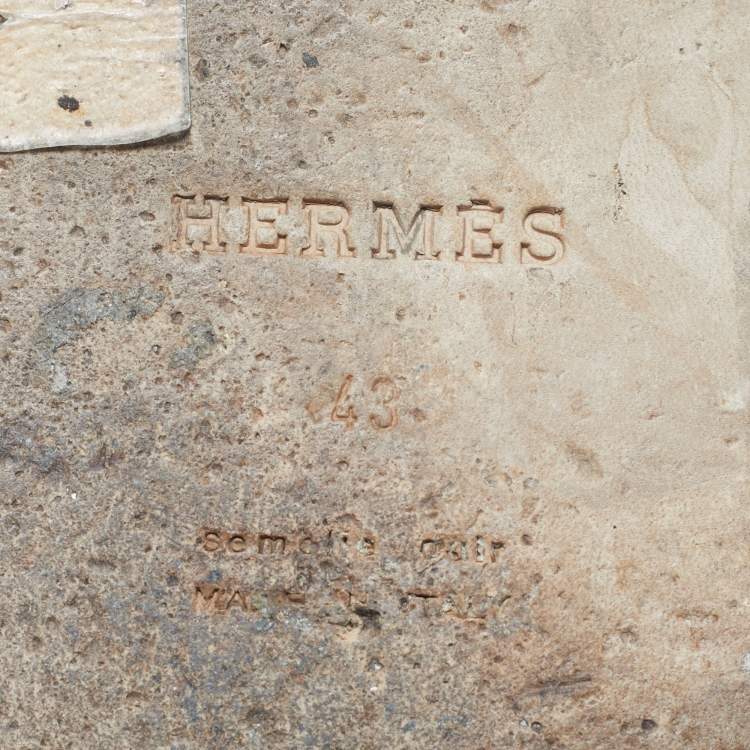 HERMÈS
43
semelle cuir
MADE IN ITALY